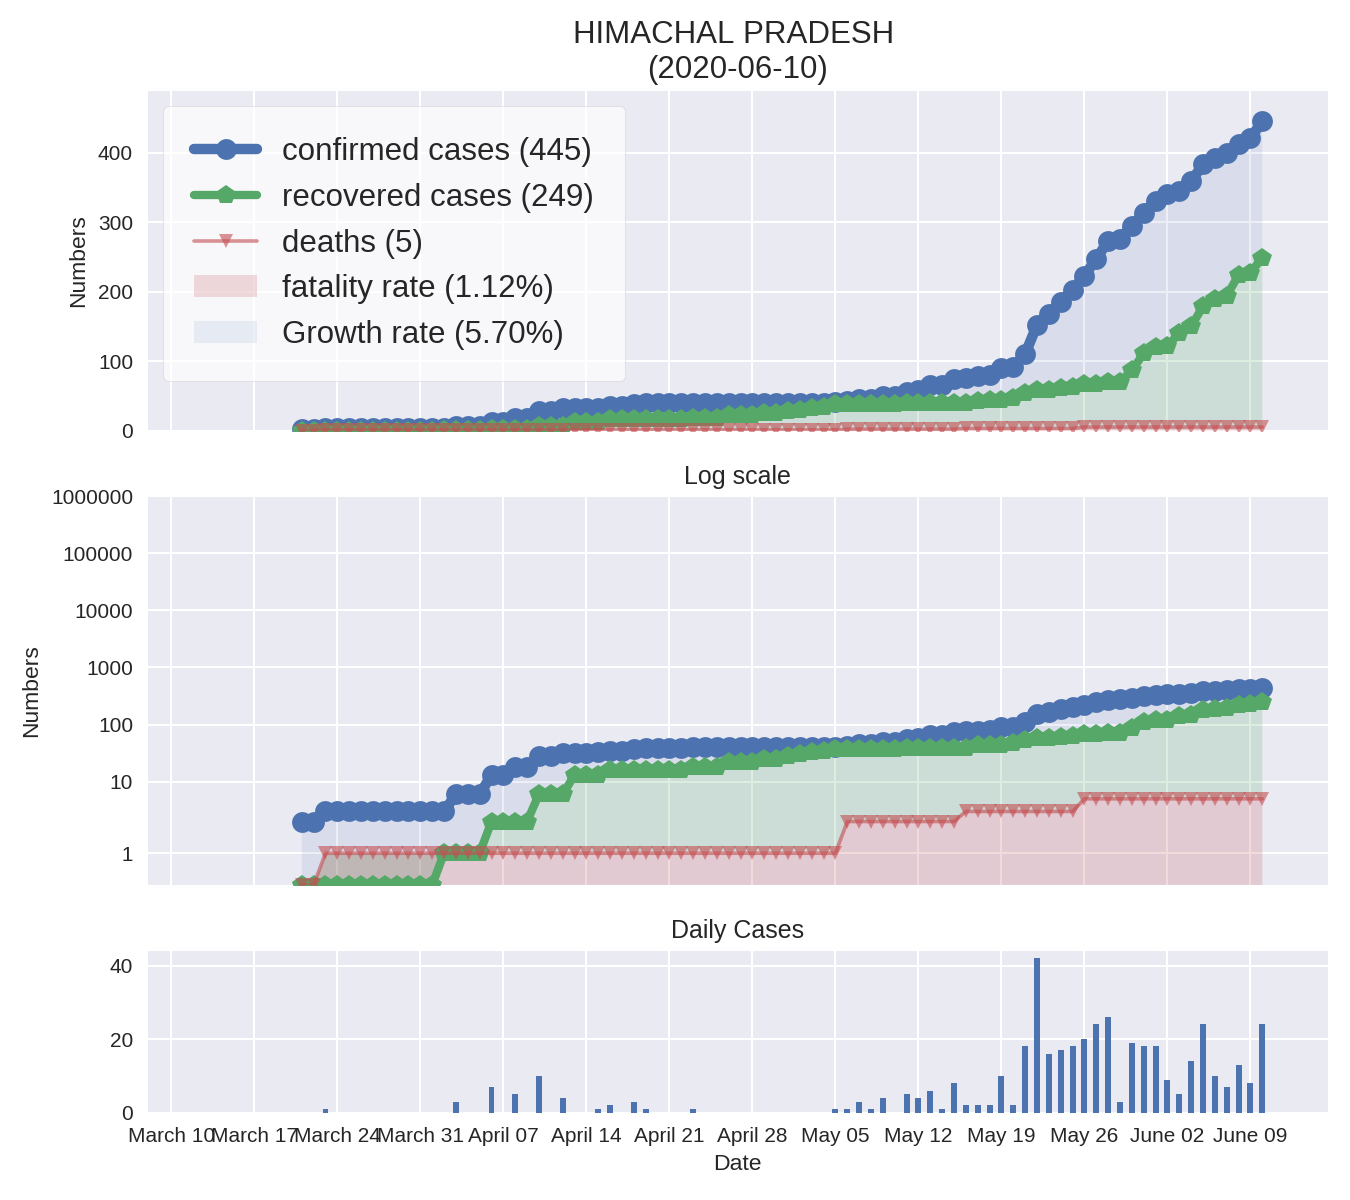 HIMACHAL PRADESH
(2020-06-10)
confirmed cases (445)
recovered cases (249)
deaths (5)
fatality rate (1.12%)
Growth rate (5.70%)
Numbers
400
300
200
100
0
Log scale
Numbers
1000000
100000
10000
1000
100
10
1
Daily Cases
40
20
0
March 10 March 17 March 24 March 31 April 07 April 14 April 21 April 28 May 05 May 12 May 19 May 26 June 02 June 09
Date